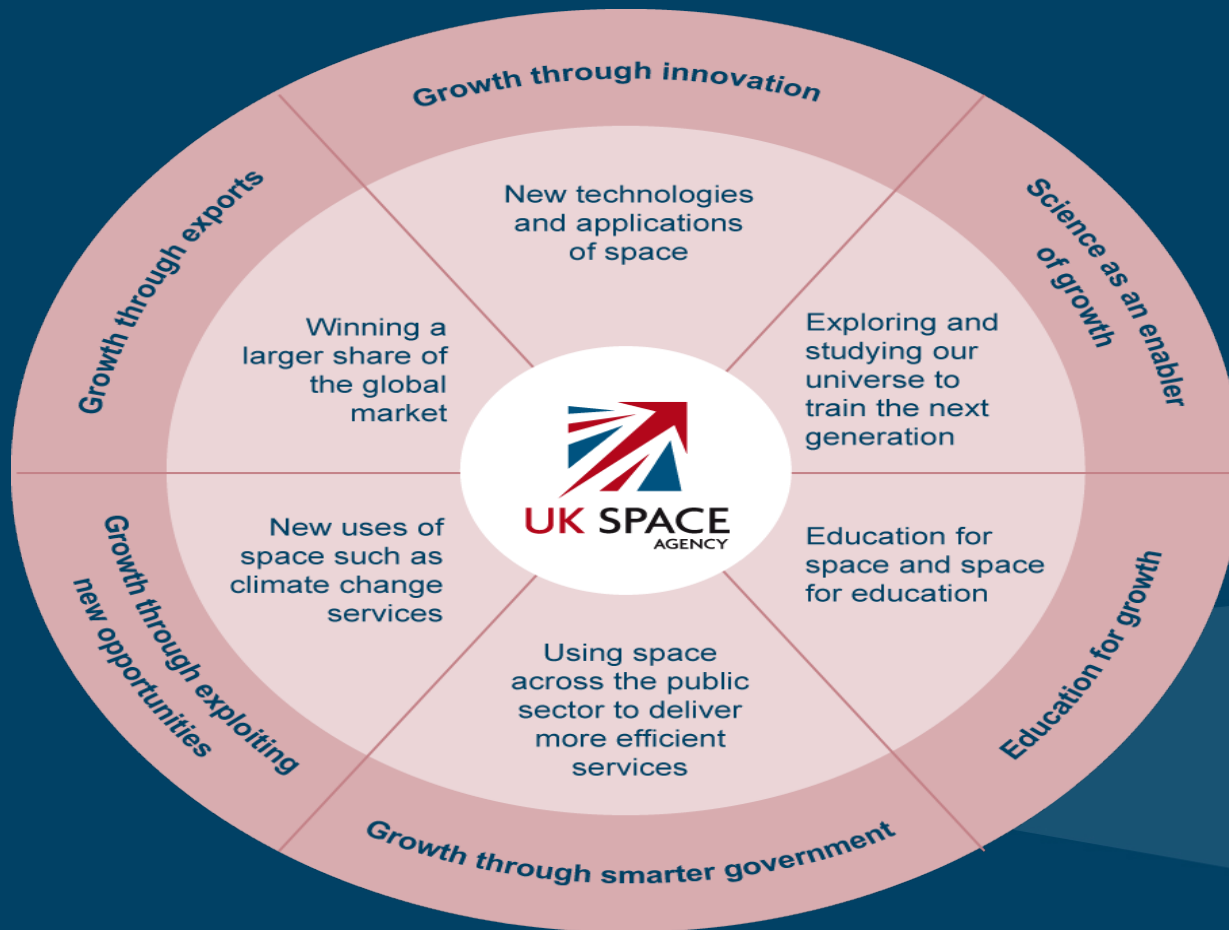 Growth through innovation
New technologies
and applications
of space
Science as an enabler
of growth
Exploring and
studying our
universe to
train the next
generation
Education for growth
Education for
space and space
for education
Growth through smarter government
Using space
across the public
sector to deliver
more efficient
services
Growth through exploiting
new opportunities
New uses of
space such as
climate change
services
Growth through exports
Winning a
larger share of
the global
market
UK SPACE
AGENCY